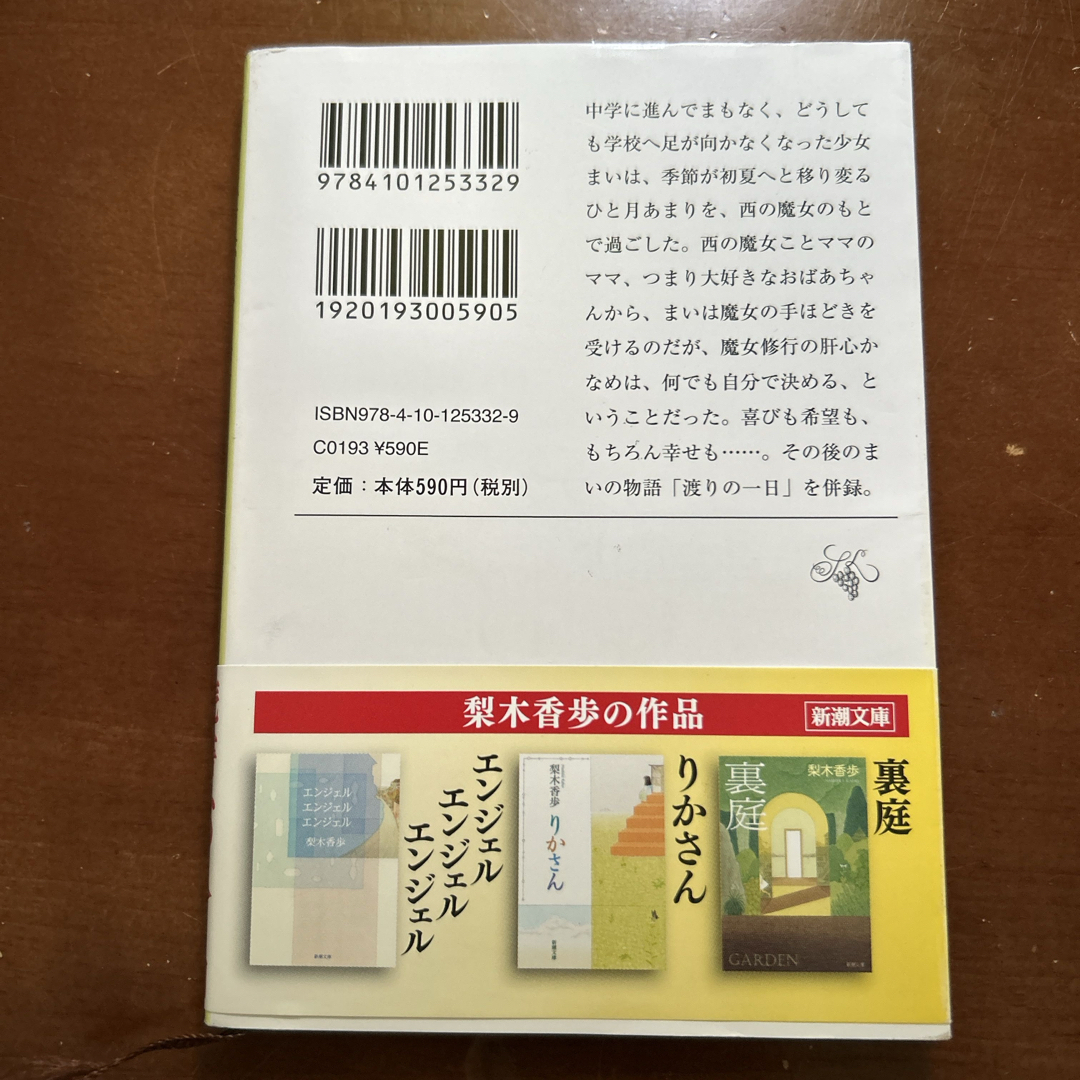 9784101253329
1920193005905
ISBN978-4-10-125332-9
C0193 ¥590E
定価：本体590円（税別）
中学に進んでまもなく、どうして
も学校へ足が向かなくなった少女
まいは、季節が初夏へと移り変る
ひと月あまりを、西の魔女のもと
で過ごした。西の魔女ことママの
ママ、つまり大好きなおばあちゃ
んから、まいは魔女の手ほどきを
受けるのだが、魔女修行の肝心か
なめは、何でも自分で決める、と
いうことだった。喜びも希望も、
もちろん幸せも……。その後のま
いの物語「渡りの一日」を併録。
梨木香歩の作品
新潮文庫
裏庭
梨木香歩
裏庭
GARDEN
新潮文庫
りかさん
梨木香歩
りかさん
新潮文庫
エンジェル
エンジェル
エンジェル
エンジェル
エンジェル
エンジェル
梨木香歩
新潮文庫